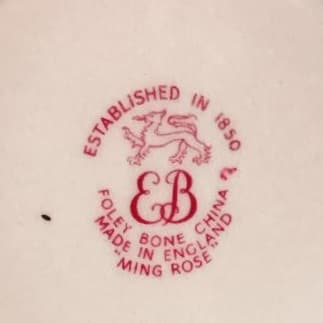 ESTABLISHED IN 1850
EB
FOLEY BONE CHINA
MADE IN ENGLAND
"MING ROSE"